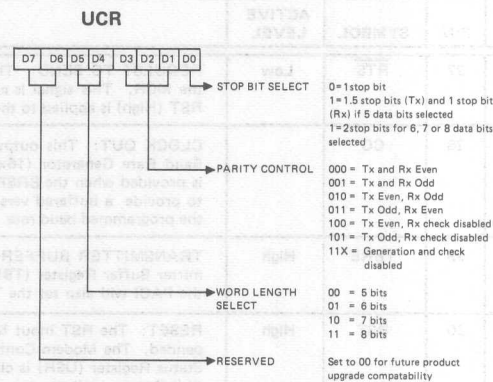 UCR
D7 D6 D5 D4 D3 D2 D1 D0
STOP BIT SELECT
0=1stop bit
1=1.5 stop bits (Tx) and 1 stop bit
(Rx) if 5 data bits selected
1=2stop bits for 6, 7 or 8 data bits
selected
PARITY CONTROL
000 = Tx and Rx Even
001 = Tx and Rx Odd
010 = Tx Even, Rx Odd
011 = Tx Odd, Rx Even
100 = Tx Even, Rx check disabled
101 = Tx Odd, Rx check disabled
11X = Generation and check
disabled
WORD LENGTH
SELECT
00 = 5 bits
01 = 6 bits
10 = 7 bits
11 = 8 bits
RESERVED
Set to 00 for future product
upgrade compatability